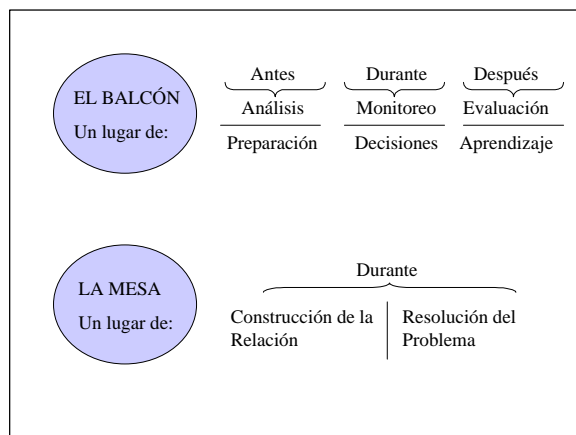 Antes Durante Después
EL BALCÓN
Un lugar de:
Análisis Monitoreo Evaluación
Preparación Decisiones Aprendizaje
LA MESA
Un lugar de:
Durante
Construcción de la
Relación
Resolución del
Problema